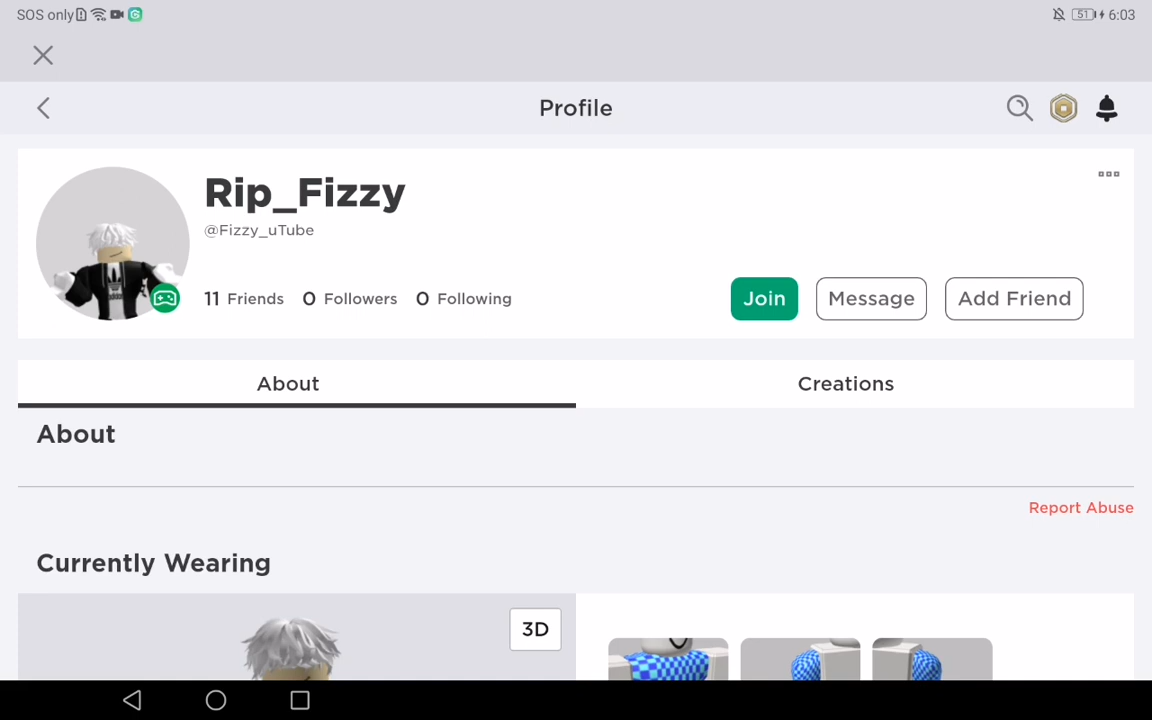 SOS only 51 6:03
Profile
Rip_Fizzy
@Fizzy_uTube
11 Friends 0 Followers 0 Following
Join Message Add Friend
About Creations
About
Report Abuse
Currently Wearing
3D